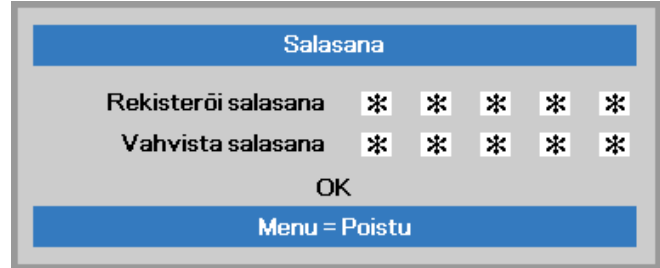 Salasana
Rekisteröi salasana * * * * *
Vahvista salasana * * * * *
OK
Menu = Poistu